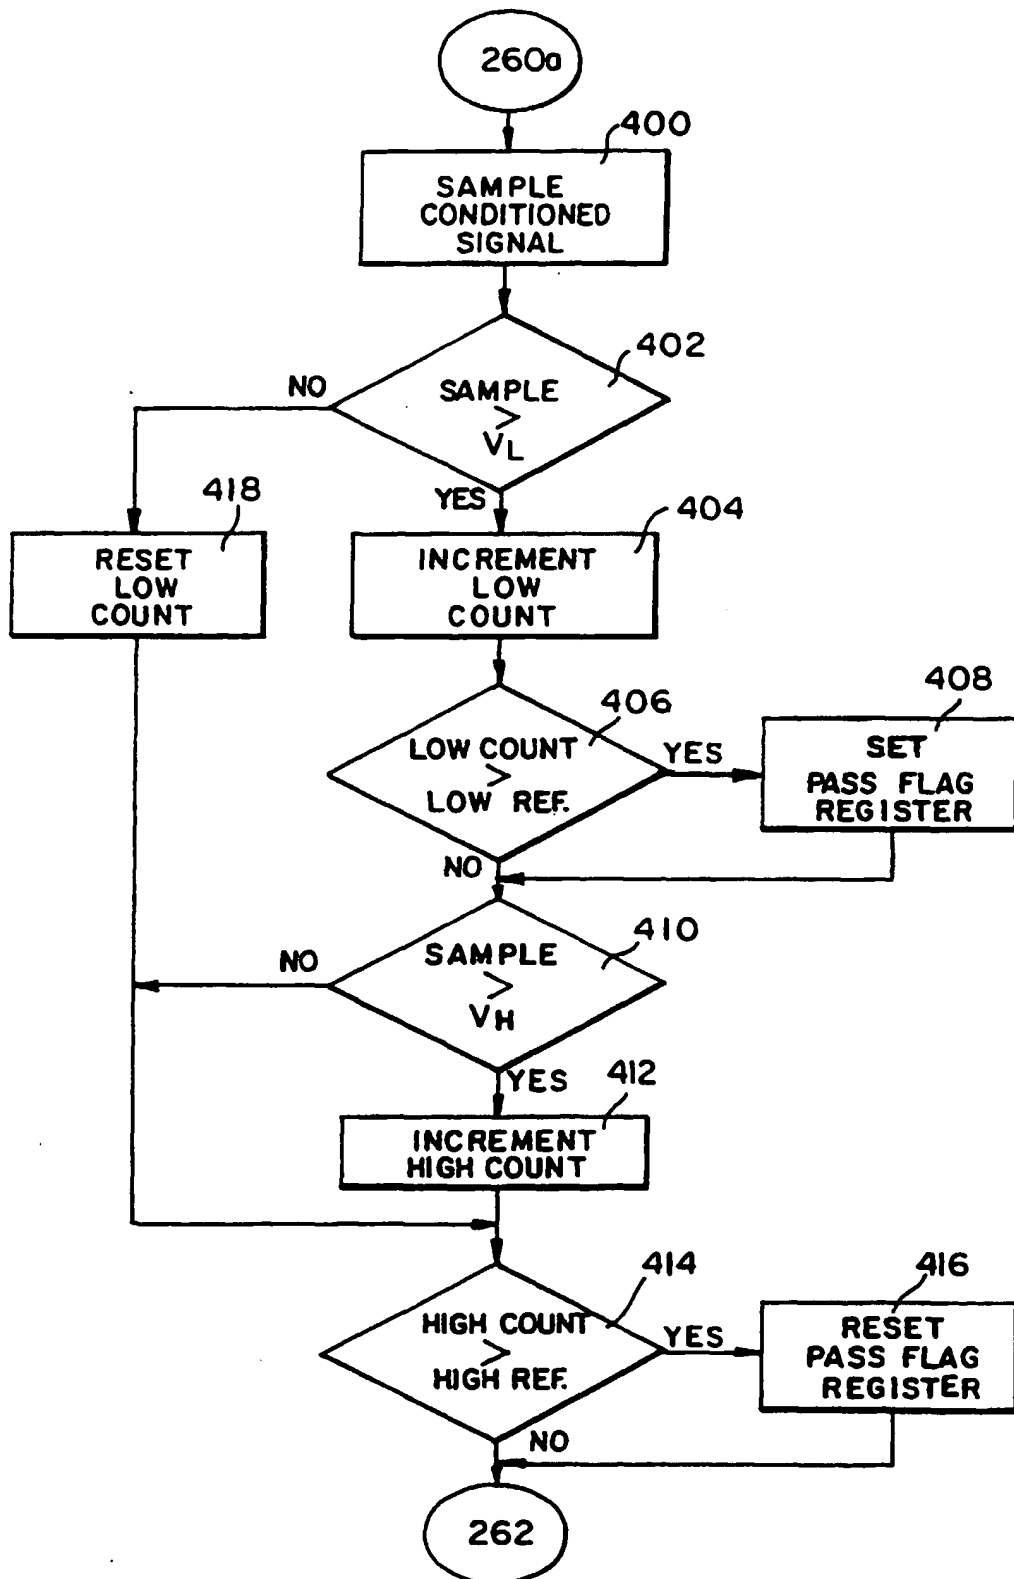 260a
400
SAMPLE
CONDITIONED
SIGNAL
402
NO
SAMPLE
>
VL
YES
418
RESET
LOW
COUNT
404
INCREMENT
LOW
COUNT
406
LOW COUNT
>
LOW REF.
YES
408
SET
PASS FLAG
REGISTER
NO
410
NO
SAMPLE
>
VH
YES
412
INCREMENT
HIGH COUNT
414
HIGH COUNT
>
HIGH REF.
YES
416
RESET
PASS FLAG
REGISTER
NO
262